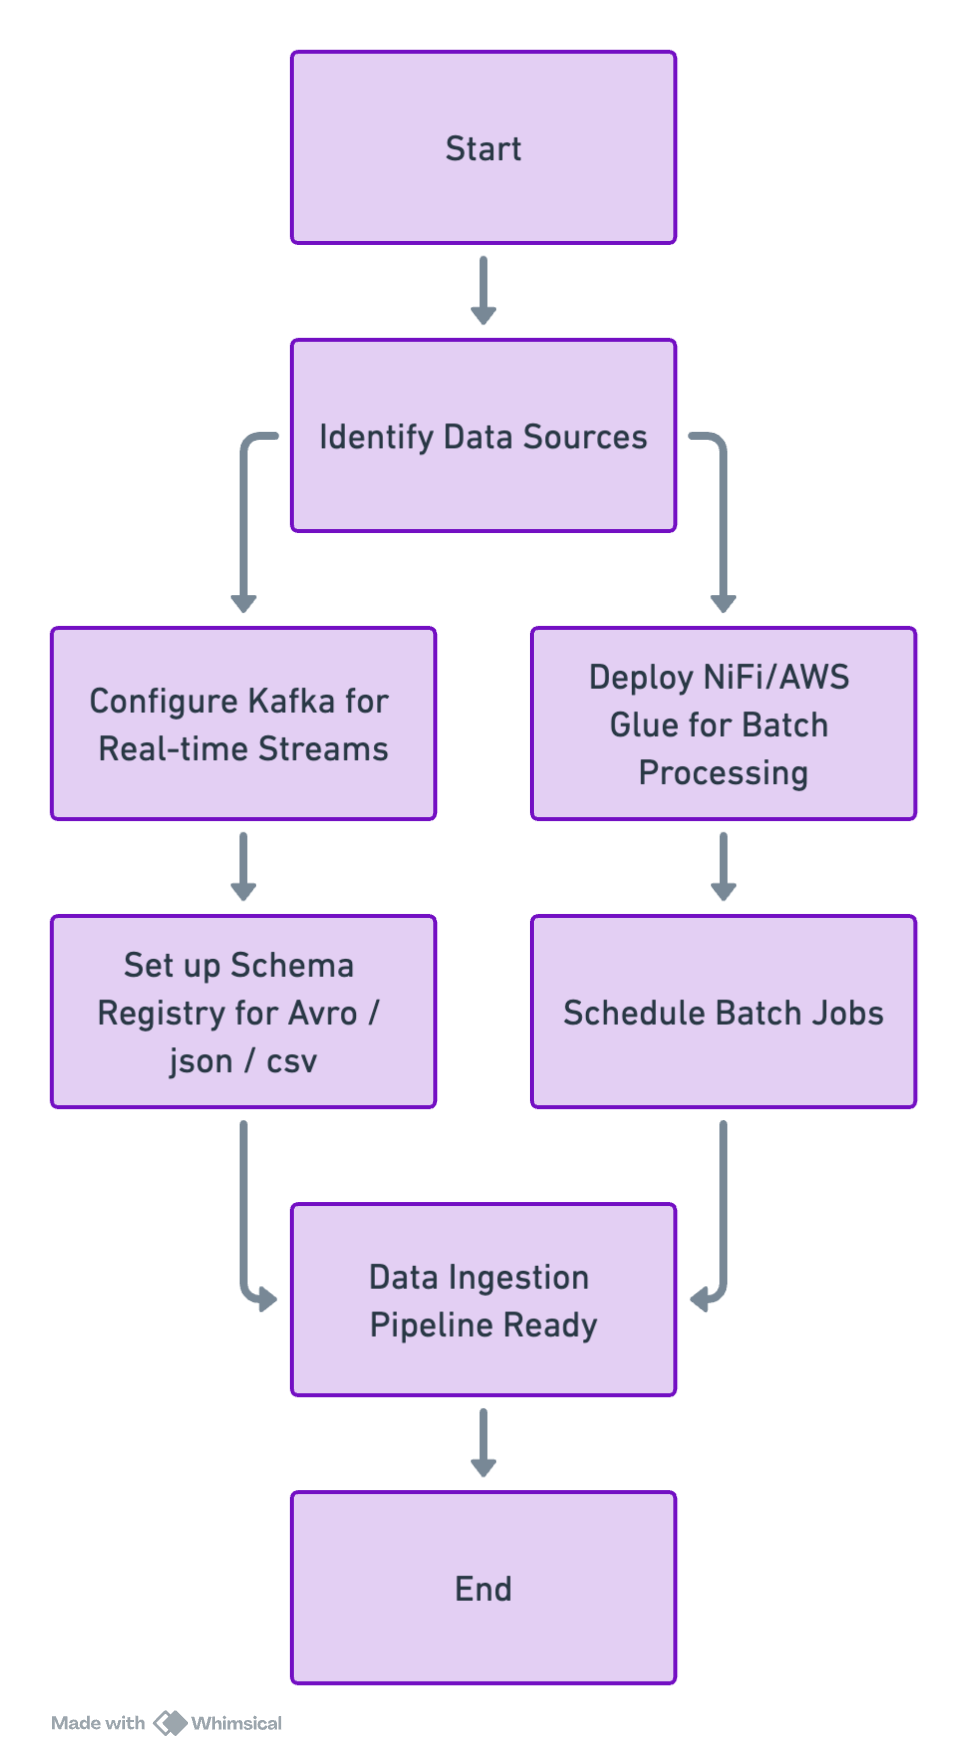 Start
Identify Data Sources
Configure Kafka for
Real-time Streams
Deploy NiFi/AWS
Glue for Batch
Processing
Set up Schema
Registry for Avro /
json / csv
Schedule Batch Jobs
Data Ingestion
Pipeline Ready
End
Made with Whimsical